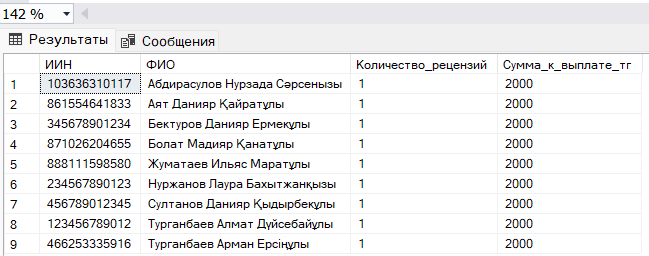 142 %
Результаты Сообщения
ИИН ФИО Количество_рецензий Сумма_к_выплате_тг
1 103636310117 Абдирасулов Нурзада Сәрсенызы 1 2000
2 861554641833 Аят Данияр Қайратұлы 1 2000
3 345678901234 Бектуров Данияр Ермекұлы 1 2000
4 871026204655 Болат Мадияр Қанатұлы 1 2000
5 888111598580 Жуматаев Ильяс Маратұлы 1 2000
6 234567890123 Нуржанов Лаура Бахытжанқызы 1 2000
7 456789012345 Султанов Данияр Қыдырбекұлы 1 2000
8 123456789012 Турганбаев Алмат Дүйсебайұлы 1 2000
9 466253335916 Турганбаев Арман Ерсіңұлы 1 2000